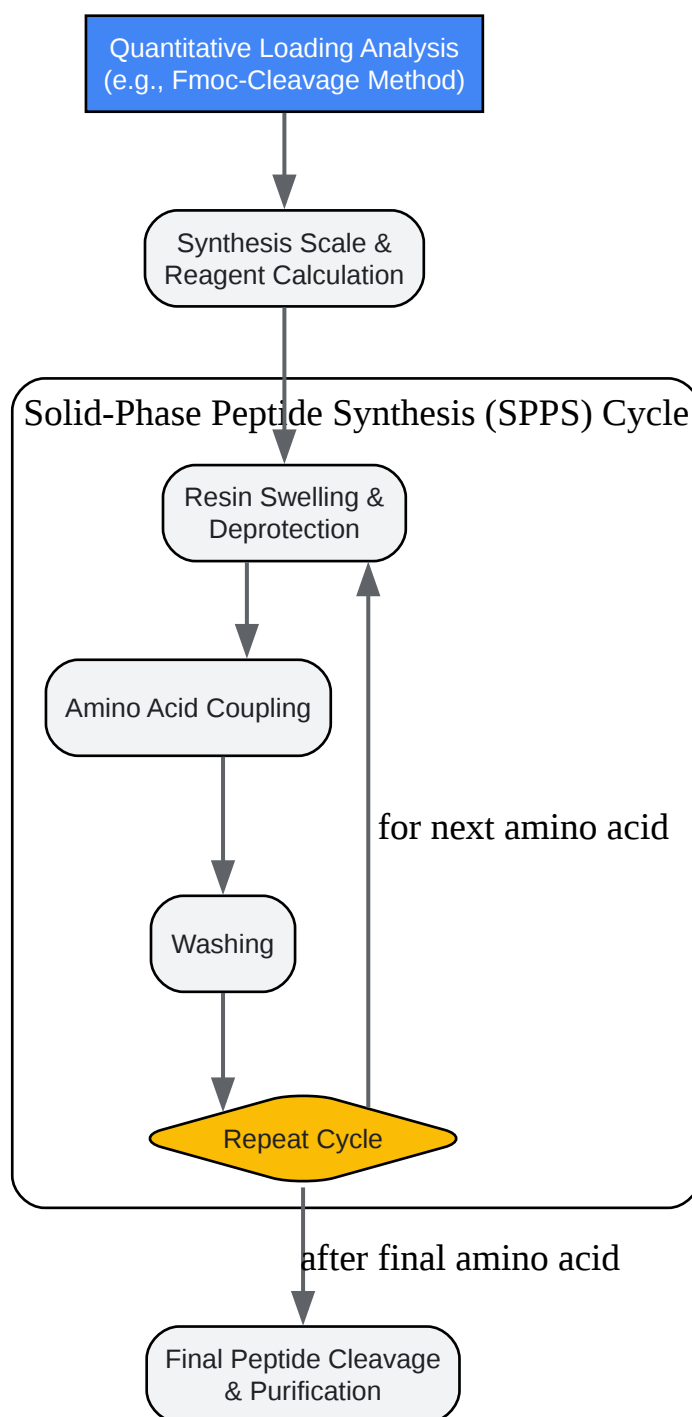 Quantitative Loading Analysis
(e.g., Fmoc-Cleavage Method)
Synthesis Scale &
Reagent Calculation
Solid-Phase Peptide Synthesis (SPPS) Cycle
Resin Swelling &
Deprotection
Amino Acid Coupling
for next amino acid
Washing
Repeat Cycle
after final amino acid
Final Peptide Cleavage
& Purification